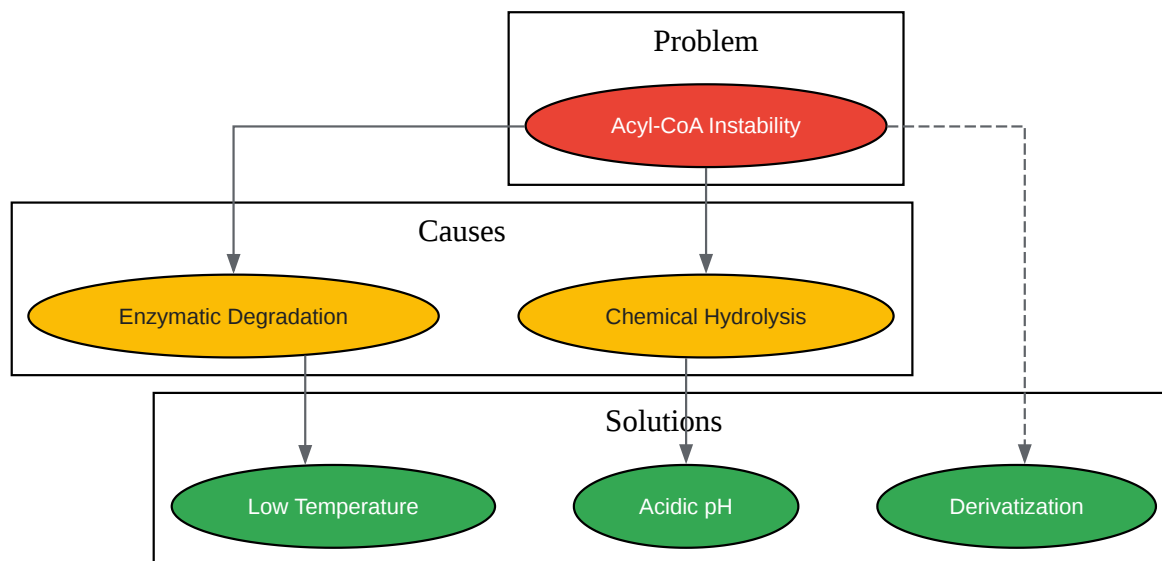 Problem
Acyl-CoA Instability
Causes
Enzymatic Degradation
Chemical Hydrolysis
Solutions
Low Temperature
Acidic pH
Derivatization